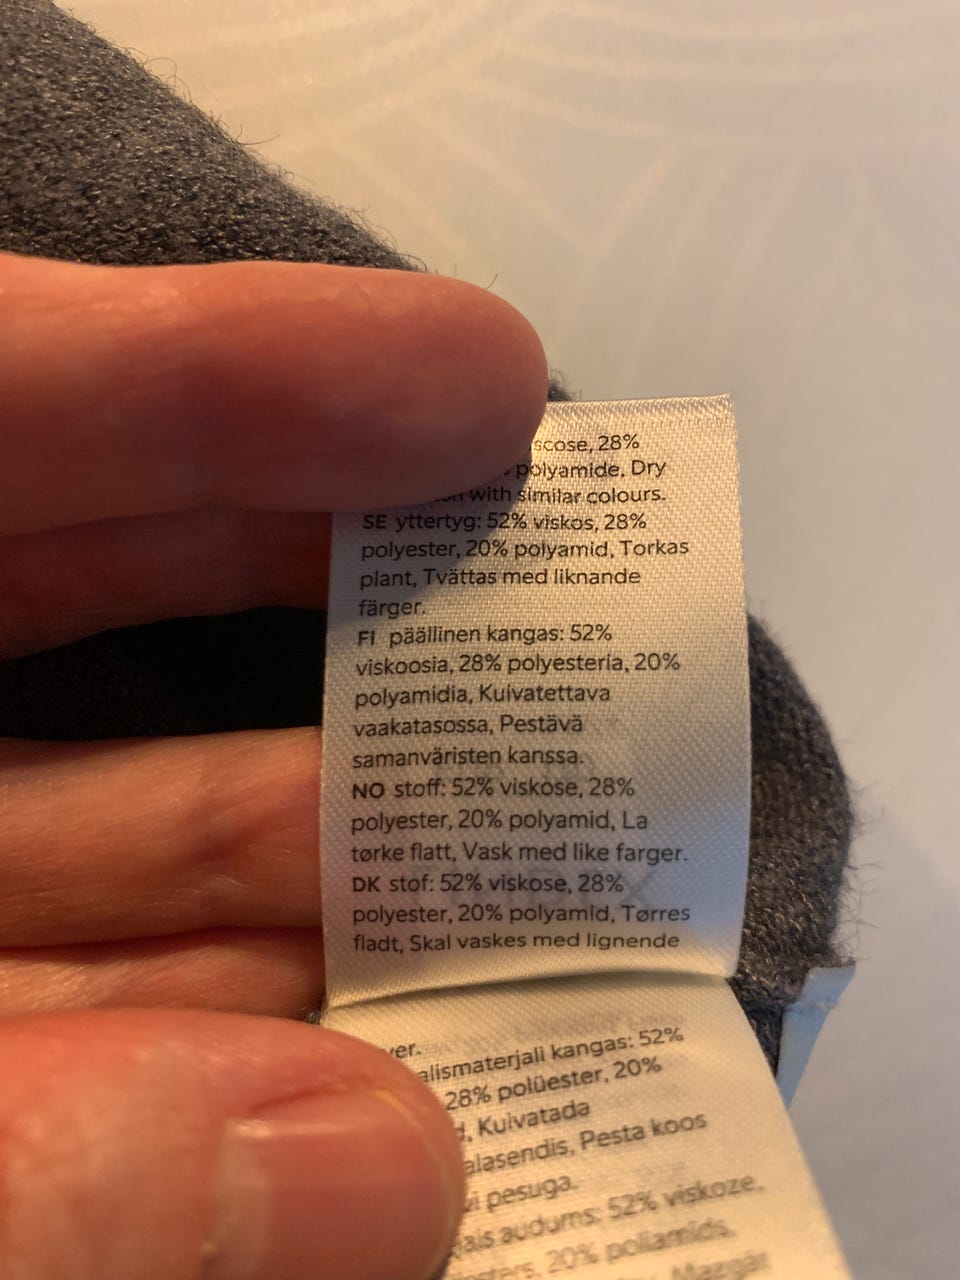 28%
polyamide, Dry
with similar colours.
SE yttertyg: 52% viskos, 28%
polyester, 20% polyamid, Torkas
plant, Tvättas med liknande
färger.
FI päällinen kangas: 52%
viskoosia, 28% polyesteria, 20%
polyamidia, Kuivatettava
vaakatasossa, Pestävä
samanväristen kanssa.
NO stoff: 52% viskose, 28%
polyester, 20% polyamid, La
tørke flatt, Vask med like farger.
DK stof: 52% viskose, 28%
polyester, 20% polyamid, Tørres
fladt, Skal vaskes med lignende
kangas: 52%
28% polüester, 20%
Kuivatada
Pesta koos
pesuga.
audums: 52% viskoze,
20% poliamids,